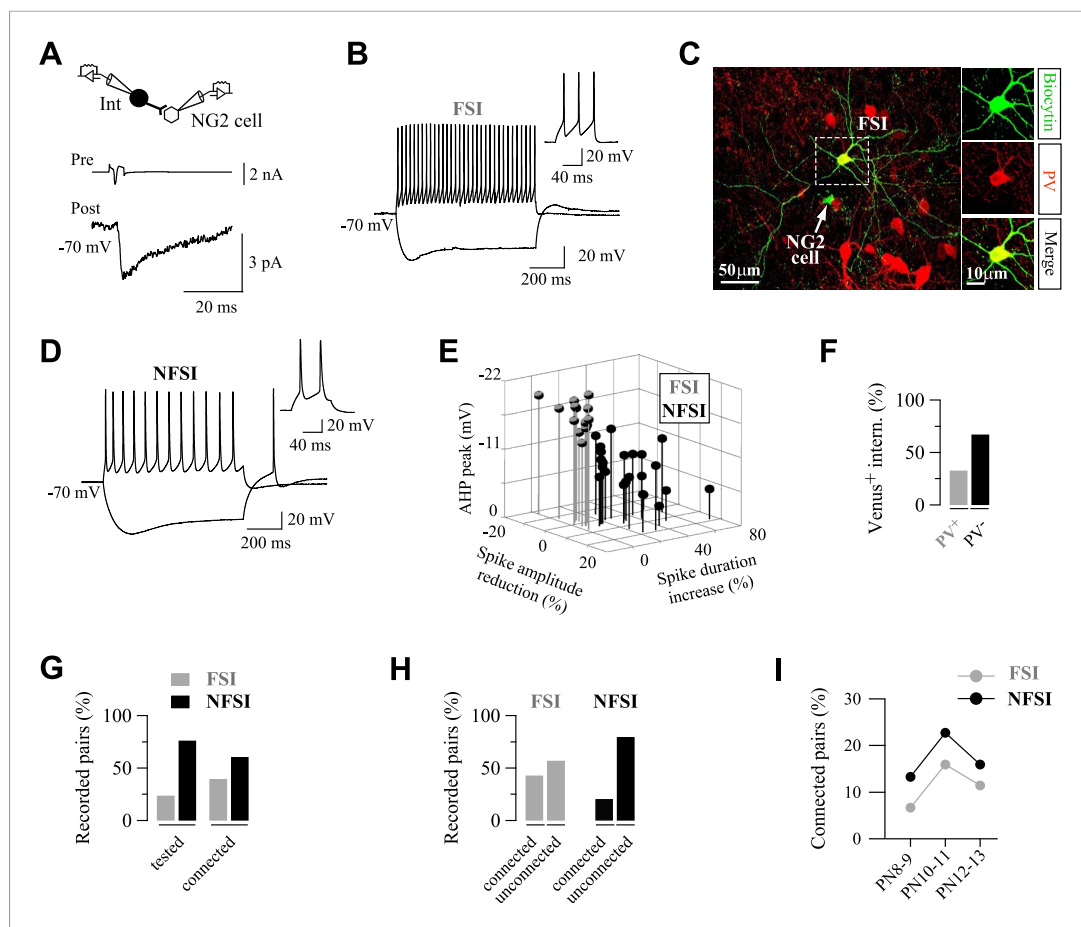 A
Int
NG2 cell
Pre
2 nA
Post
-70 mV
3 pA
20 ms
B
FSI
20 mV
40 ms
-70 mV
20 mV
200 ms
C
FSI
NG2
cell
50µm
10µm
Biocytin
PV
Merge
D
NFSI
20 mV
40 ms
-70 mV
20 mV
200 ms
E
FSI
NFSI
-22
-11
0
AHP peak (mV)
-20
0
20
Spike amplitude
reduction (%)
0
40
80
Spike duration
increase (%)
F
Venus+ intern. (%)
100
50
0
PV+
PV-
G
FSI
NFSI
Recorded pairs (%)
100
50
0
tested
connected
H
FSI
NFSI
Recorded pairs (%)
100
50
0
connected
unconnected
connected
unconnected
I
FSI
NFSI
Connected pairs (%)
30
20
10
0
PN8-9
PN10-11
PN12-13